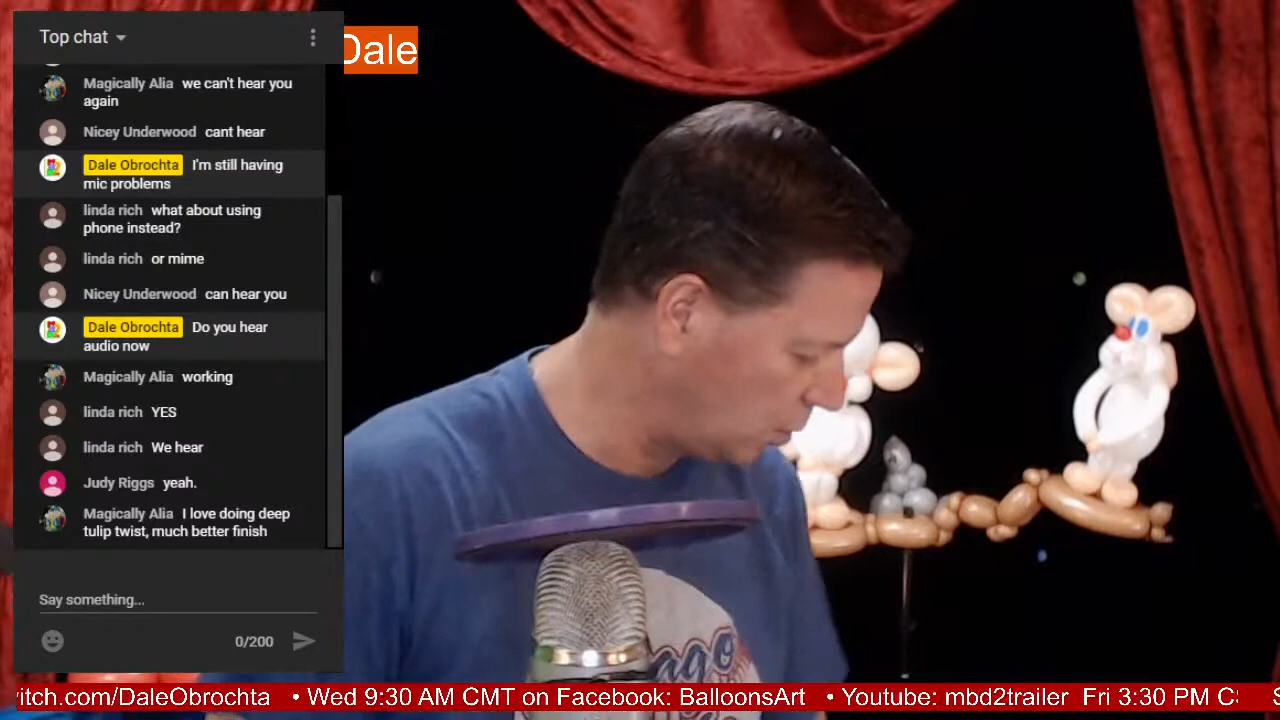 Top chat
Dale
Magically Alia we can't hear you
again
Nicey Underwood cant hear
Dale Obrochta I'm still having
mic problems
linda rich what about using
phone instead?
linda rich or mime
Nicey Underwood can hear you
Dale Obrochta Do you hear
audio now
Magically Alia working
linda rich YES
linda rich We hear
Judy Riggs yeah.
Magically Alia I love doing deep
tulip twist, much better finish
Say something...
0/200
itch.com/DaleObrochta • Wed 9:30 AM CMT on Facebook: BalloonsArt • Youtube: mbd2trailer Fri 3:30 PM C